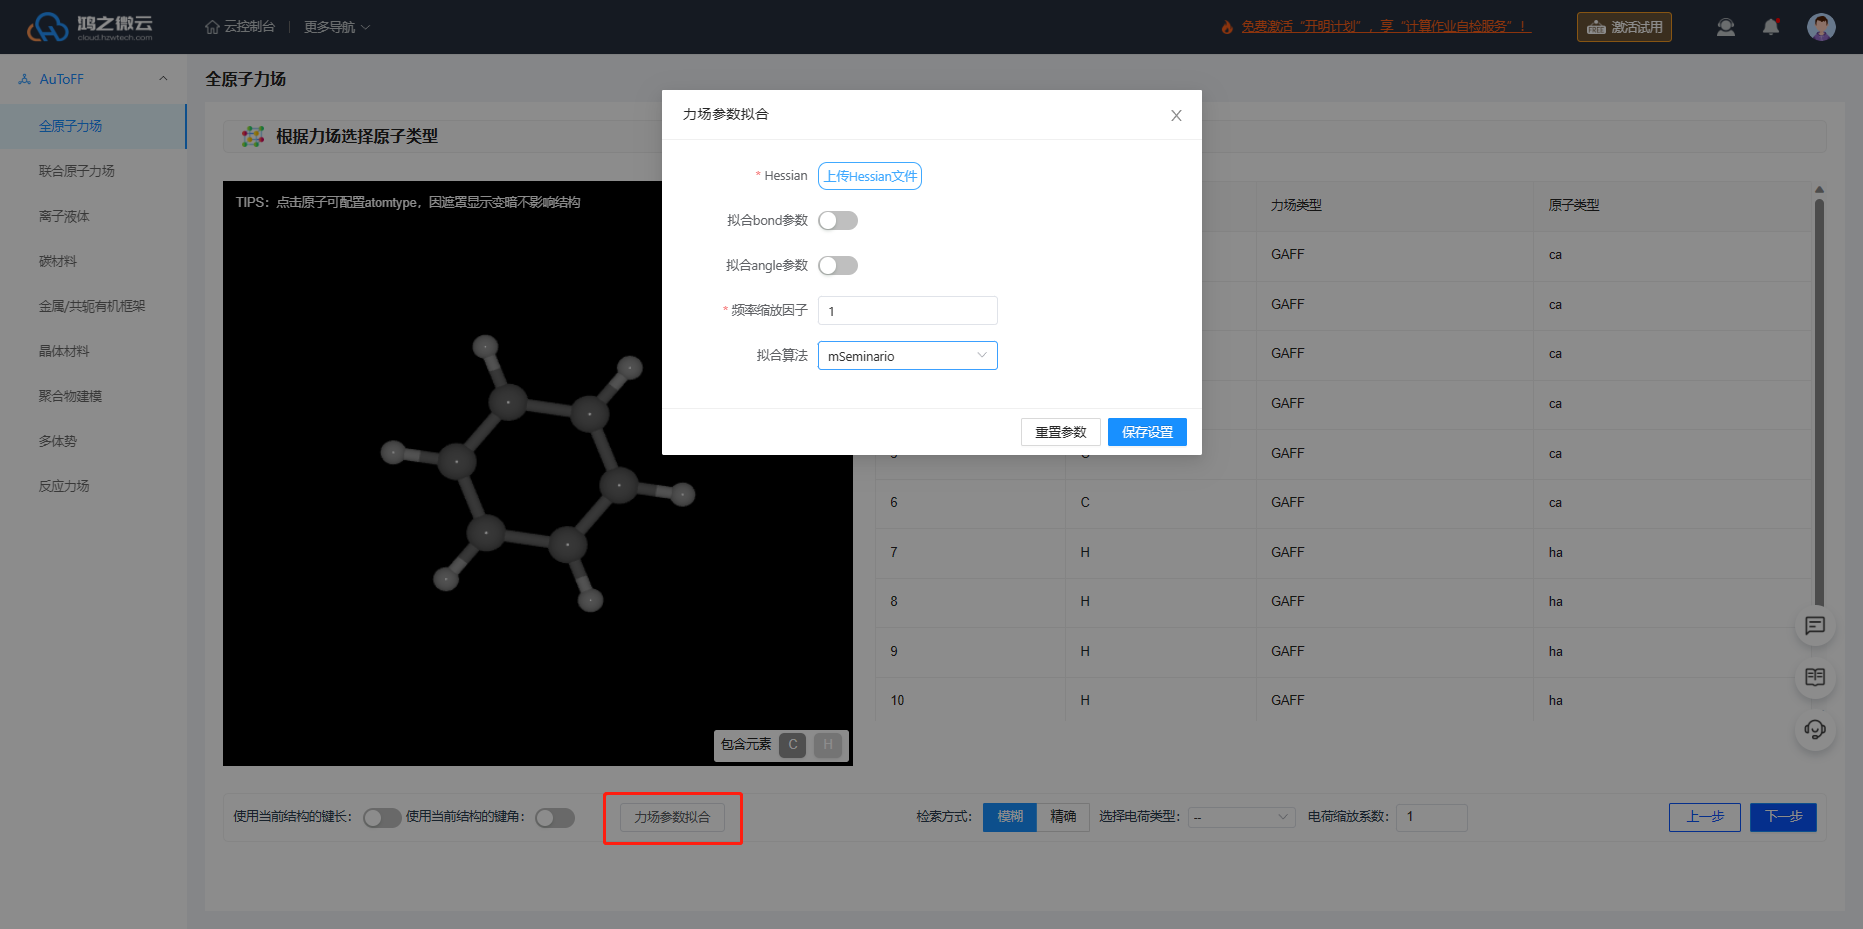 鸿之微云
cloud.hzwtech.com
云控制台
更多导航
免费激活“开明计划”，享“计算作业自检服务”！
FREE 激活试用
AuToFF
全原子力场
联合原子力场
离子液体
碳材料
金属/共轭有机框架
晶体材料
聚合物建模
多体势
反应力场
全原子力场
根据力场选择原子类型
TIPS：点击原子可配置atomtype，因遮罩显示变暗不影响结构
包含元素 C H
力场参数拟合
* Hessian 上传Hessian文件
拟合bond参数
拟合angle参数
* 频率缩放因子 1
拟合算法 mSeminario
重置参数 保存设置
力场类型 原子类型
GAFF ca
GAFF ca
GAFF ca
GAFF ca
GAFF ca
6 C GAFF ca
7 H GAFF ha
8 H GAFF ha
9 H GAFF ha
10 H GAFF ha
使用当前结构的键长： 使用当前结构的键角： 力场参数拟合 检索方式： 模糊 精确 选择电荷类型： -- 电荷缩放系数： 1 上一步 下一步